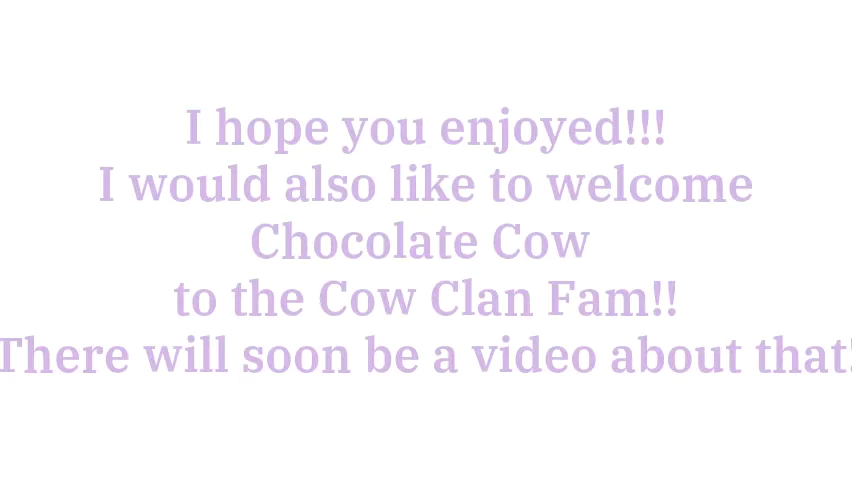 I hope you enjoyed!!!
I would also like to welcome
Chocolate Cow
to the Cow Clan Fam!!
There will soon be a video about that!